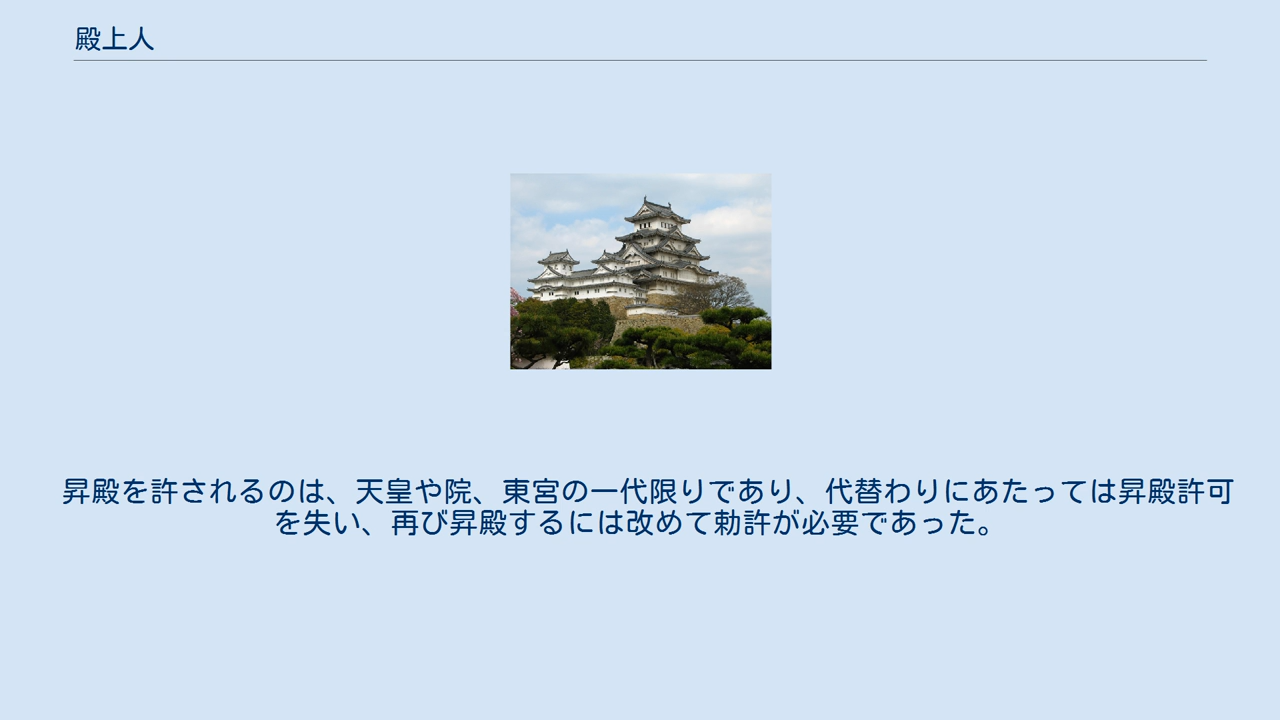 殿上人
昇殿を許されるのは、天皇や院、東宮の一代限りであり、代替わりにあたっては昇殿許可
を失い、再び昇殿するには改めて勅許が必要であった。